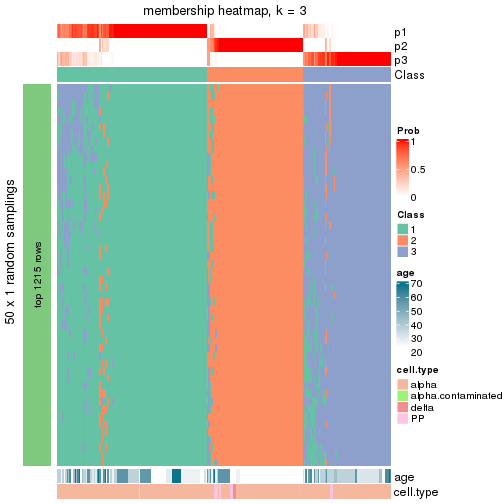 membership heatmap, k = 3
p1
p2
p3
Class
50 x 1 random samplings
top 1215 rows
Prob
1
0.5
0
Class
1
2
3
age
70
60
50
40
30
20
cell.type
alpha
alpha.contaminated
delta
PP
age
cell.type